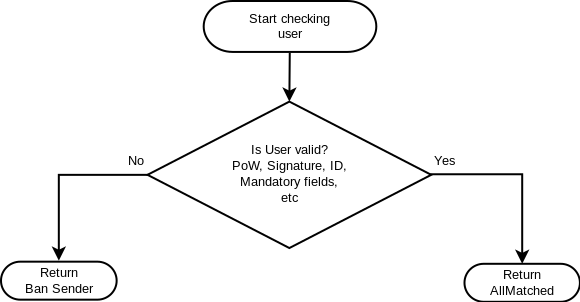 Start checking
user
Is User valid?
PoW, Signature, ID,
Mandatory fields,
etc
No
Yes
Return
Ban Sender
Return
AllMatched